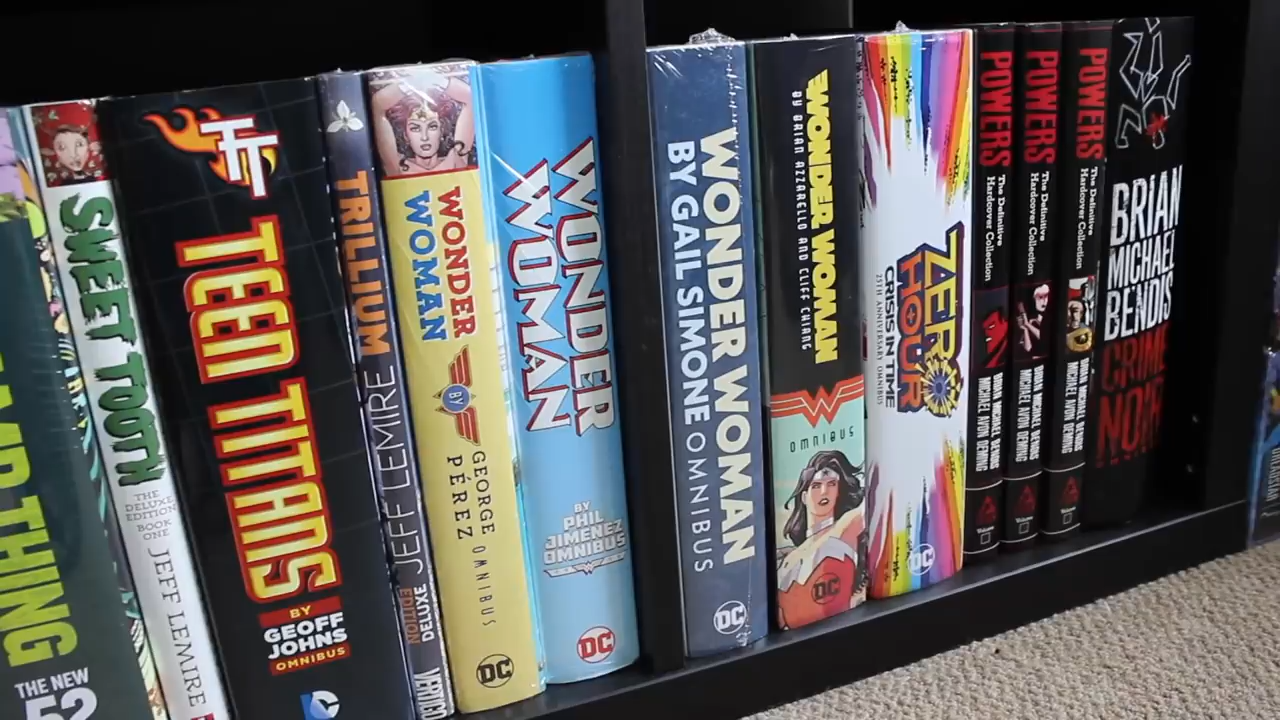 THING
THE NEW
52
SWEET TOOTH
THE
DELUXE
EDITION
BOOK
ONE
JEFF LEMIRE
TT
TEEN TITANS
BY
GEOFF
JOHNS
OMNIBUS
TRILLIUM
JEFF LEMIRE
DELUXE
EDITION
VERTIGO
WONDER
WOMAN
BY
GEORGE
PÉREZ
OMNIBUS
DC
WONDER
WOMAN
BY
PHIL
JIMENEZ
OMNIBUS
DC
WONDER WOMAN
BY GAIL SIMONE OMNIBUS
DC
WONDER WOMAN
BY BRIAN AZZARELLO AND CLIFF CHIANG
OMNIBUS
DC
ZERO
HOUR
CRISIS IN TIME
25TH ANNIVERSARY OMNIBUS
DC
POWERS
The Definitive
Hardcover Collection
BRIAN MICHAEL BENDIS
MICHAEL AVON OEMING
POWERS
The Definitive
Hardcover Collection
BRIAN MICHAEL BENDIS
MICHAEL AVON OEMING
POWERS
The Definitive
Hardcover Collection
BRIAN MICHAEL BENDIS
MICHAEL AVON OEMING
BRIAN
MICHAEL
BENDIS
CRIME
NOIR